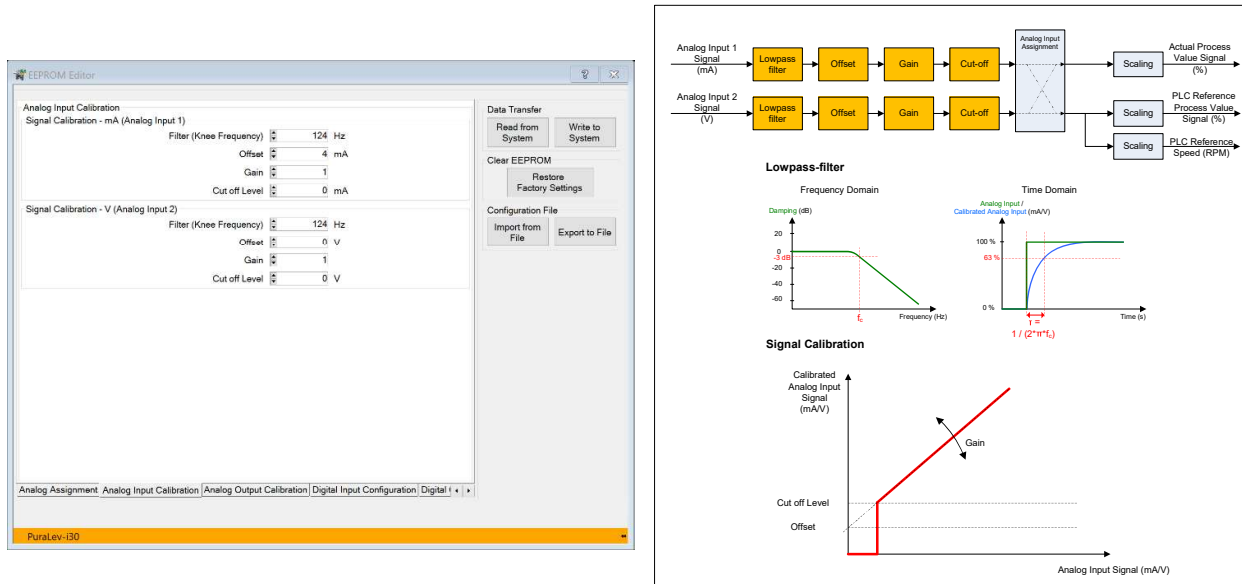 EEPROM Editor
Analog Input Calibration
Signal Calibration - mA (Analog Input 1)
Filter (Knee Frequency) 124 Hz
Offset 4 mA
Gain 1
Cut off Level 0 mA
Signal Calibration - V (Analog Input 2)
Filter (Knee Frequency) 124 Hz
Offset 0 V
Gain 1
Cut off Level 0 V
Data Transfer
Read from
System
Write to
System
Clear EEPROM
Restore
Factory Settings
Configuration File
Import from
File
Export to File
Analog Assignment Analog Input Calibration Analog Output Calibration Digital Input Configuration Digital
PuraLev-i30
Analog Input 1
Signal
(mA)
Lowpass
filter
Offset
Gain
Cut-off
Analog Input
Assignment
Scaling
Actual Process
Value Signal
(%)
Analog Input 2
Signal
(V)
Lowpass
filter
Offset
Gain
Cut-off
Scaling
PLC Reference
Process Value
Signal (%)
Scaling
PLC Reference
Speed (RPM)
Lowpass-filter
Frequency Domain
Damping (dB)
20
0
-3 dB
-20
-40
-60
fc
Frequency (Hz)
Time Domain
Analog Input /
Calibrated Analog Input (mA/V)
100 %
63 %
0 %
Time (s)
τ =
1 / (2*π*fc)
Signal Calibration
Calibrated
Analog Input
Signal
(mA/V)
Gain
Cut off Level
Offset
Analog Input Signal (mA/V)